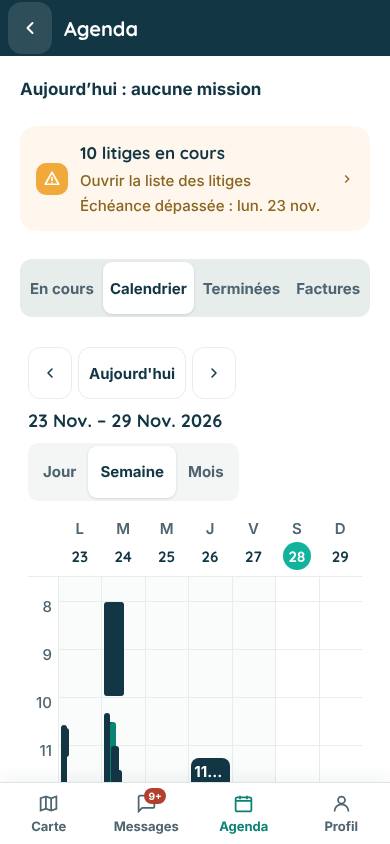 Agenda
Aujourd’hui : aucune mission
10 litiges en cours
Ouvrir la liste des litiges
Échéance dépassée : lun. 23 nov.
En cours Calendrier Terminées Factures
Aujourd'hui
23 Nov. – 29 Nov. 2026
Jour Semaine Mois
L M M J V S D
23 24 25 26 27 28 29
8
9
10
11
11...
9+
Carte Messages Agenda Profil